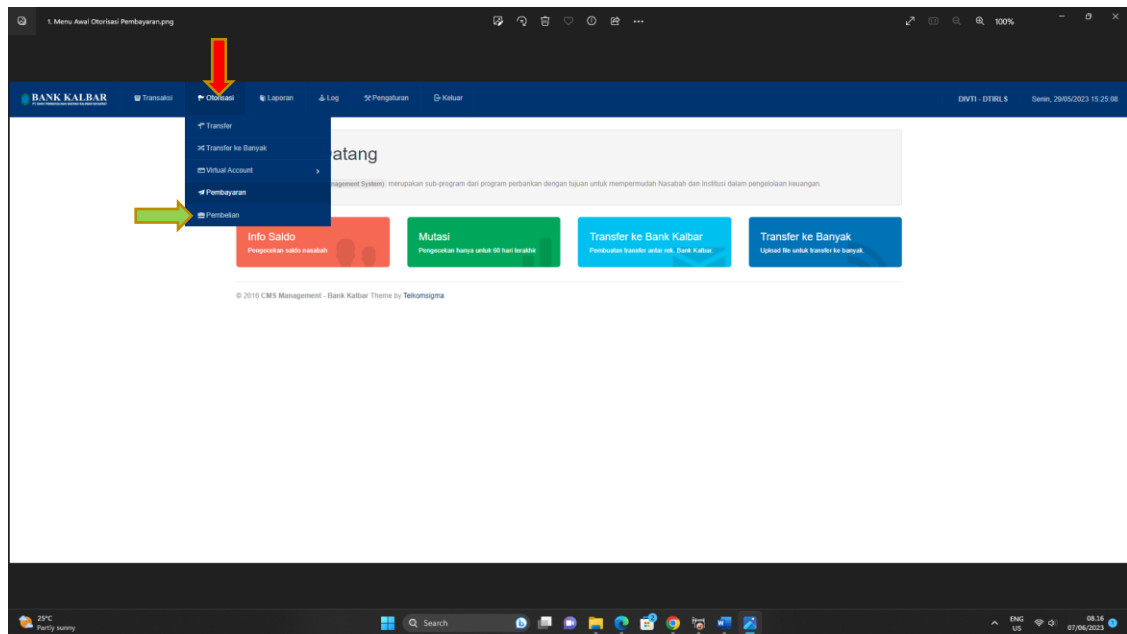 1. Menu Awal Otorisasi Pembayaran.png
100%
BANK KALBAR
Transaksi
Otorisasi
Laporan
Log
Pengaturan
Keluar
DIVTI - DTIRLS
Senin, 29/05/2023 15:25:08
Transfer
Transfer ke Banyak
Virtual Account
Pembayaran
Pembelian
atang
nagement System) merupakan sub-program dari program perbankan dengan tujuan untuk mempermudah Nasabah dan Institusi dalam pengelolaan keuangan.
Info Saldo
Pengecekan saldo nasabah
Mutasi
Pengecekan hanya untuk 60 hari terakhir
Transfer ke Bank Kalbar
Pembuatan transfer antar rek. Bank Kalbar.
Transfer ke Banyak
Upload file untuk transfer ke banyak.
© 2016 CMS Management - Bank Kalbar Theme by Telkomsigma
25°C
Partly sunny
Search
ENG
US
08.16
07/06/2023